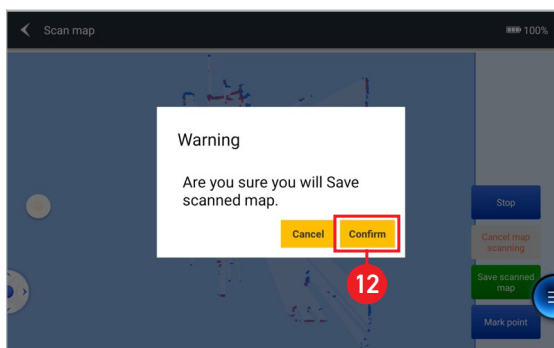 Scan map
100%
Warning
Are you sure you will Save
scanned map.
Cancel
Confirm
12
Stop
Cancel map
scanning
Save scanned
map
Mark point